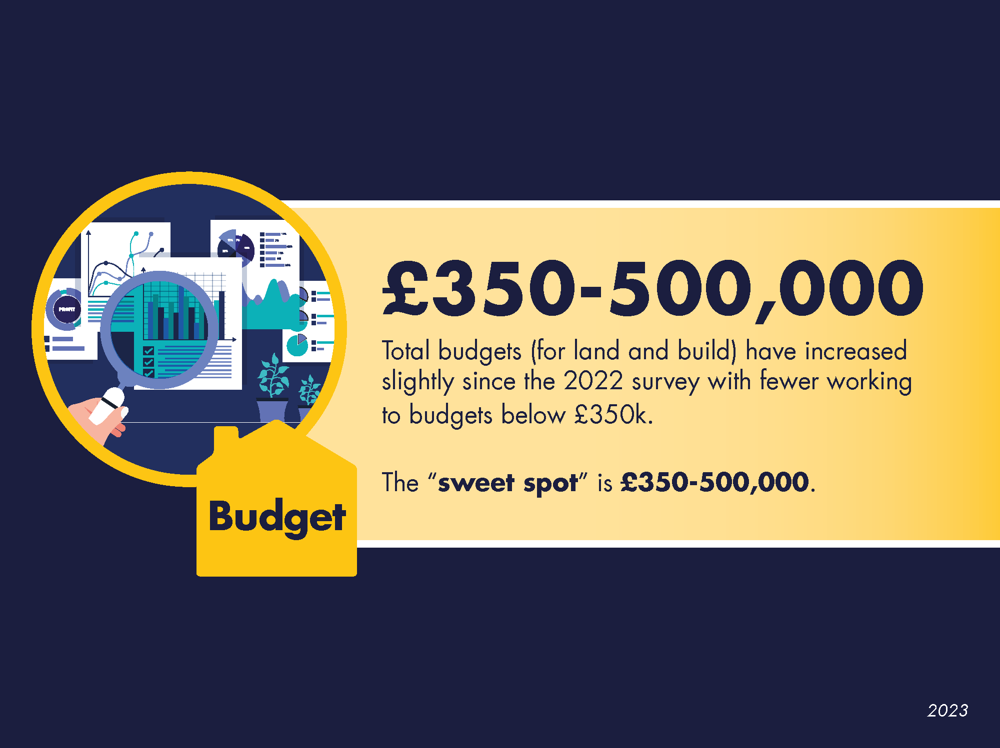 £350-500,000
Total budgets (for land and build) have increased
slightly since the 2022 survey with fewer working
to budgets below £350k.
The “sweet spot” is £350-500,000.
Budget
PROFIT
2023